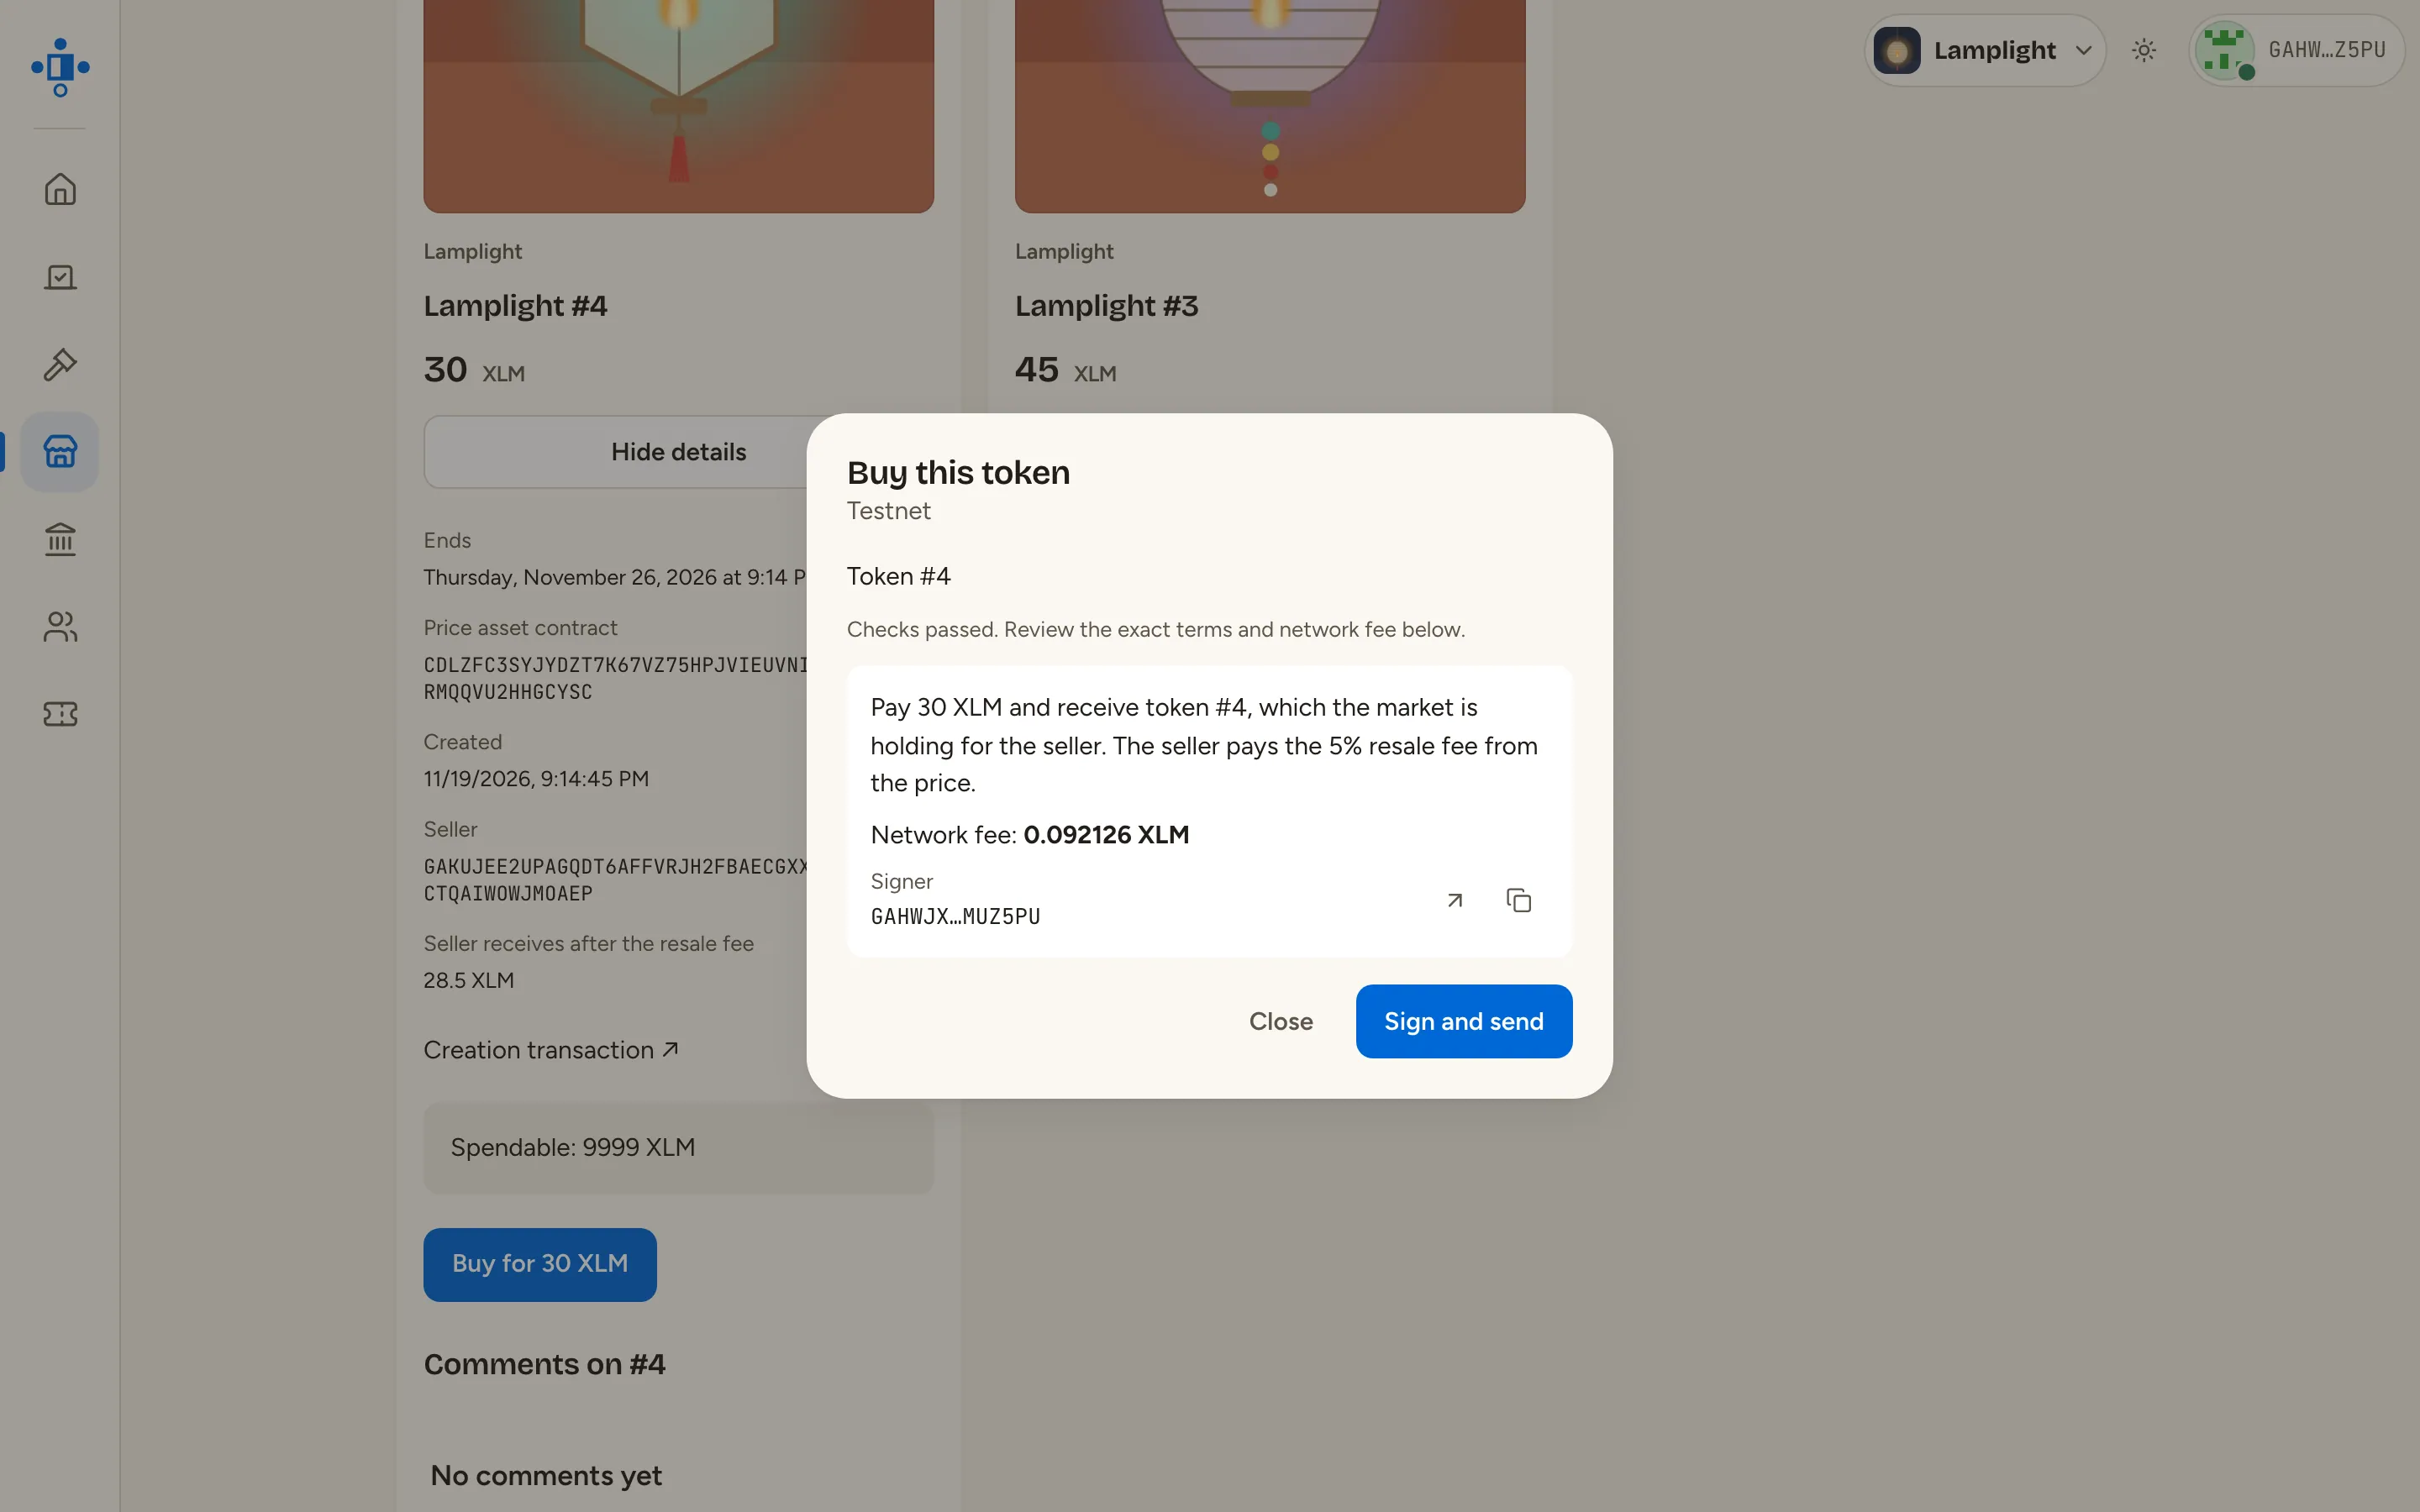 Lamplight
GAHW…Z5PU
Lamplight
Lamplight #4
30 XLM
Hide details
Ends
Thursday, November 26, 2026 at 9:14 P
Price asset contract
CDLZFC3SYJYDZT7K67VZ75HPJVIEUVNI
RMQQVU2HHGCYSC
Created
11/19/2026, 9:14:45 PM
Seller
GAKUJEE2UPAGQDT6AFFVRJH2FBAECGXX
CTQAIWOWJMOAEP
Seller receives after the resale fee
28.5 XLM
Creation transaction
Spendable: 9999 XLM
Buy for 30 XLM
Comments on #4
No comments yet
Lamplight
Lamplight #3
45 XLM
Buy this token
Testnet
Token #4
Checks passed. Review the exact terms and network fee below.
Pay 30 XLM and receive token #4, which the market is
holding for the seller. The seller pays the 5% resale fee from
the price.
Network fee: 0.092126 XLM
Signer
GAHWJX…MUZ5PU
Close
Sign and send